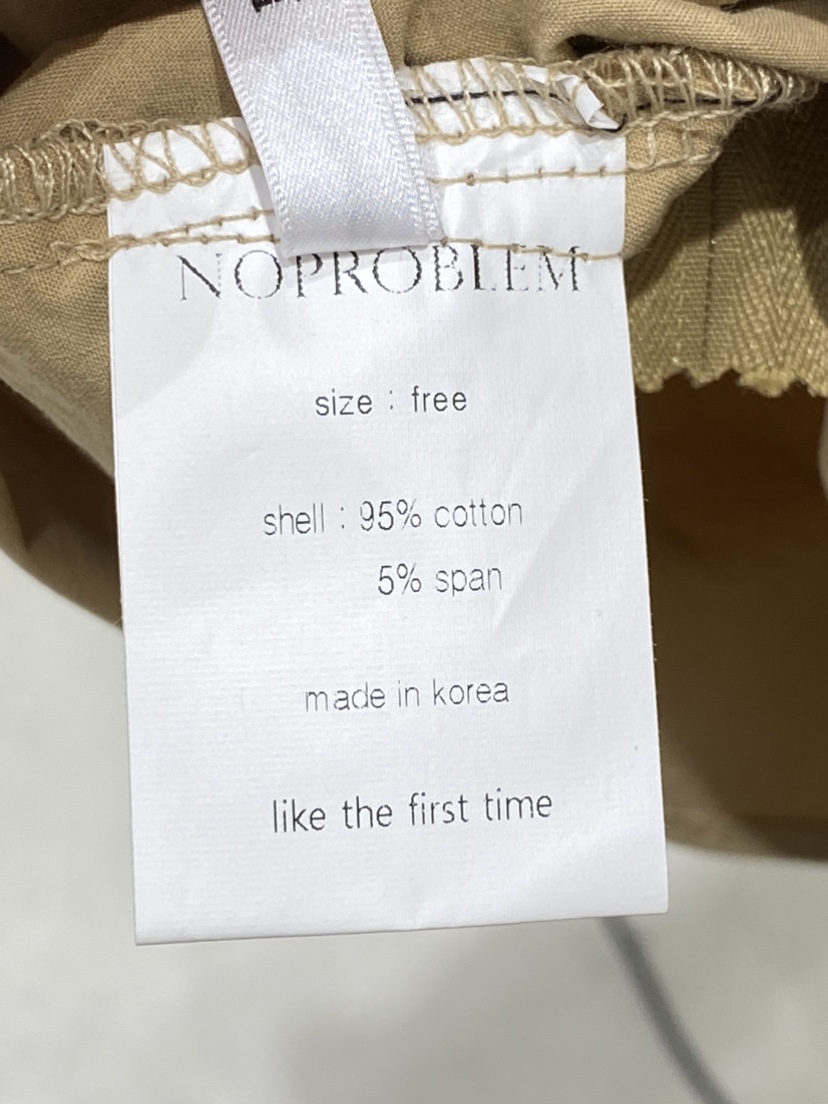 NOPROBLEM
size : free
shell : 95% cotton
5% span
made in korea
like the first time